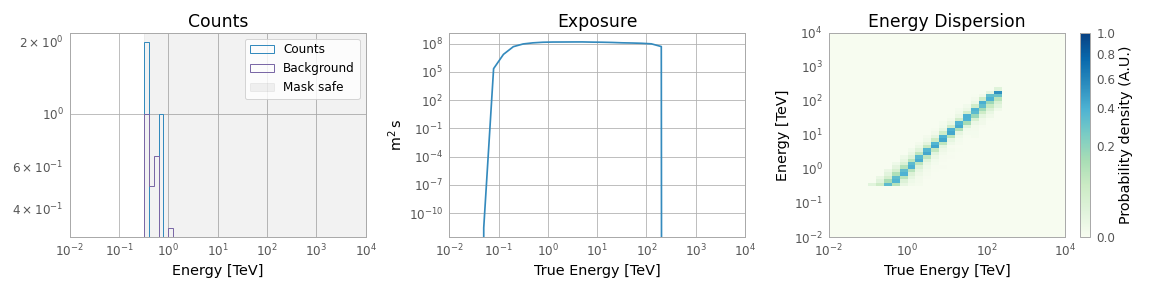 Counts
2 × 10⁰
10⁰
6 × 10⁻¹
4 × 10⁻¹
Counts
Background
Mask safe
10⁻² 10⁻¹ 10⁰ 10¹ 10² 10³ 10⁴
Energy [TeV]
Exposure
m² s
10⁸
10⁵
10²
10⁻¹
10⁻⁴
10⁻⁷
10⁻¹⁰
10⁻² 10⁻¹ 10⁰ 10¹ 10² 10³ 10⁴
True Energy [TeV]
Energy Dispersion
Energy [TeV]
10⁴
10³
10²
10¹
10⁰
10⁻¹
10⁻²
10⁻² 10⁰ 10² 10⁴
True Energy [TeV]
1.0
0.8
0.6
0.4
0.2
0.0
Probability density (A.U.)